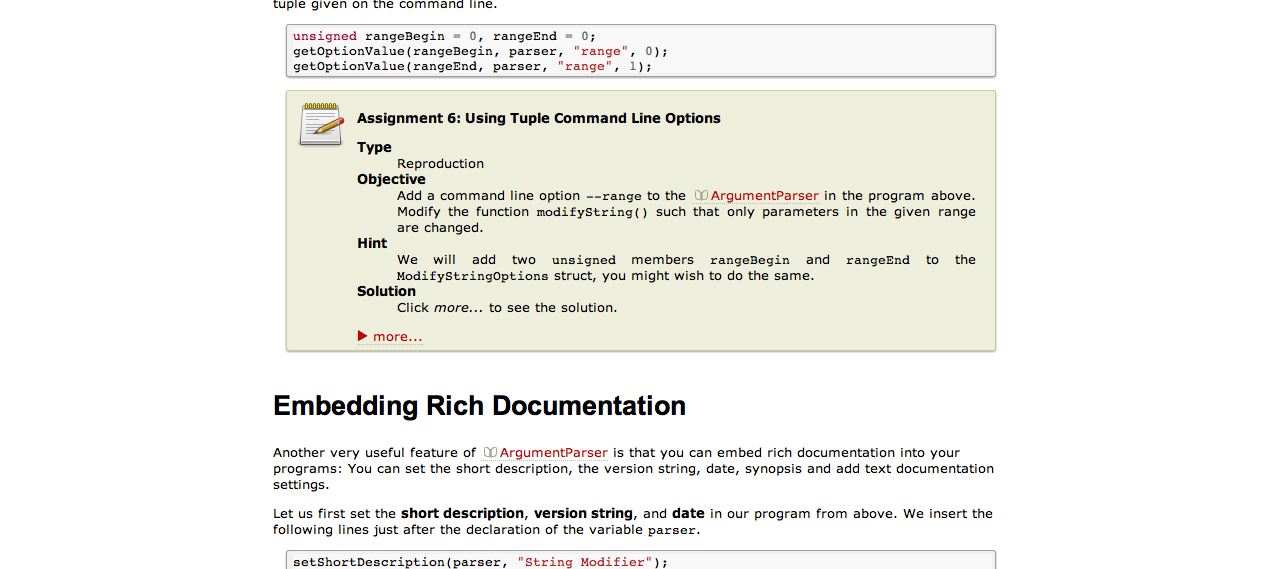 tuple given on the command line.
unsigned rangeBegin = 0, rangeEnd = 0;
getOptionValue(rangeBegin, parser, "range", 0);
getOptionValue(rangeEnd, parser, "range", 1);
Assignment 6: Using Tuple Command Line Options
Type
Reproduction
Objective
Add a command line option --range to the ArgumentParser in the program above.
Modify the function modifyString() such that only parameters in the given range
are changed.
Hint
We will add two unsigned members rangeBegin and rangeEnd to the
ModifyStringOptions struct, you might wish to do the same.
Solution
Click more... to see the solution.
more...
Embedding Rich Documentation
Another very useful feature of ArgumentParser is that you can embed rich documentation into your
programs: You can set the short description, the version string, date, synopsis and add text documentation
settings.
Let us first set the short description, version string, and date in our program from above. We insert the
following lines just after the declaration of the variable parser.
setShortDescription(parser, "String Modifier");